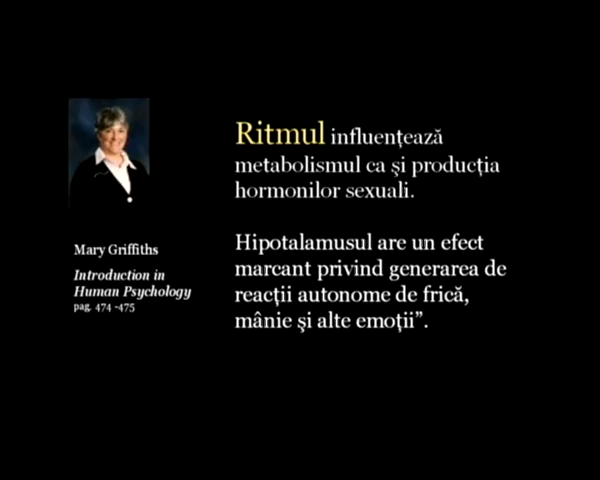 Ritmul influențează
metabolismul ca și producția
hormonilor sexuali.
Hipotalamusul are un efect
marcant privind generarea de
reacții autonome de frică,
mânie și alte emoții”.
Mary Griffiths
Introduction in
Human Psychology
pag. 474 -475